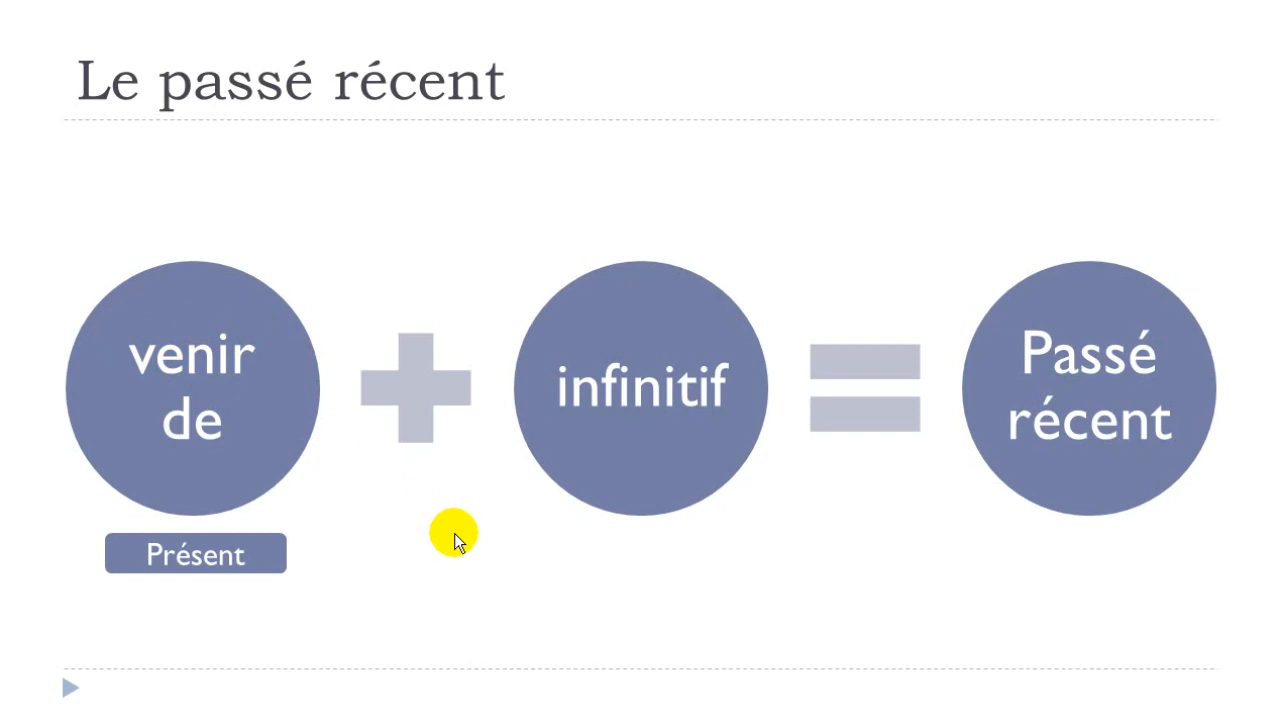 Le passé récent
venir
de
infinitif
Passé
récent
Présent